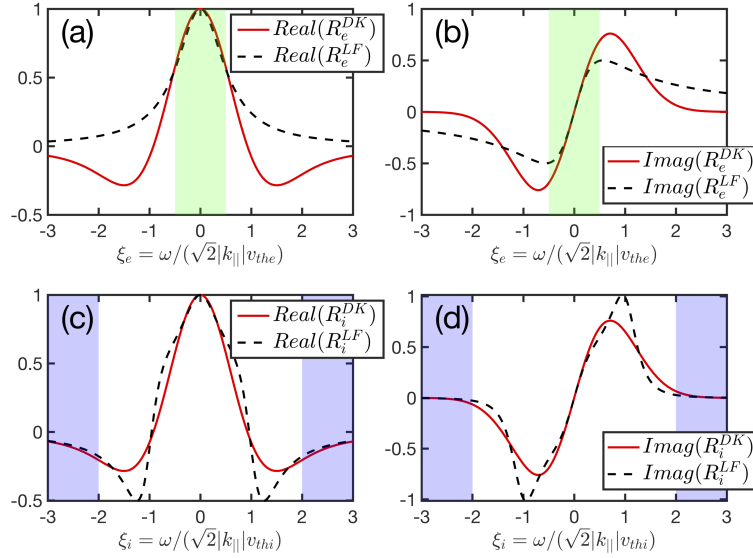 (a)
Real(R_e^{DK})
Real(R_e^{LF})
1
0.5
0
0.5
-3 -2 -1 0 1 2 3
ξ_e = ω/(√2|k_{||}|v_{the})
(b)
Imag(R_e^{DK})
Imag(R_e^{LF})
1
0.5
0
-0.5
-1
-3 -2 -1 0 1 2 3
ξ_e = ω/(√2|k_{||}|v_{the})
(c)
Real(R_i^{DK})
Real(R_i^{LF})
1
0.5
0
-0.5
-3 -2 -1 0 1 2 3
ξ_i = ω/(√2|k_{||}|v_{thi})
(d)
Imag(R_i^{DK})
Imag(R_i^{LF})
1
0.5
0
-0.5
-1
-3 -2 -1 0 1 2 3
ξ_i = ω/(√2|k_{||}|v_{thi})